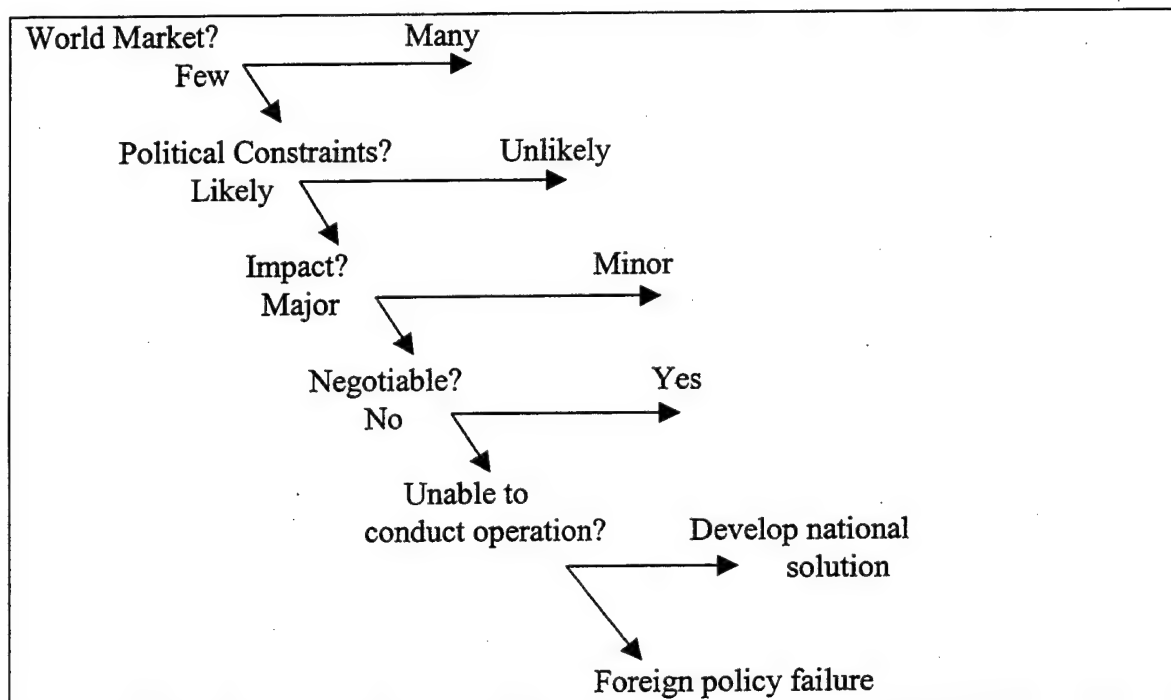 World Market? Many
Few
Political Constraints? Unlikely
Likely
Impact? Minor
Major
Negotiable? Yes
No
Unable to
conduct operation? Develop national
solution
Foreign policy failure